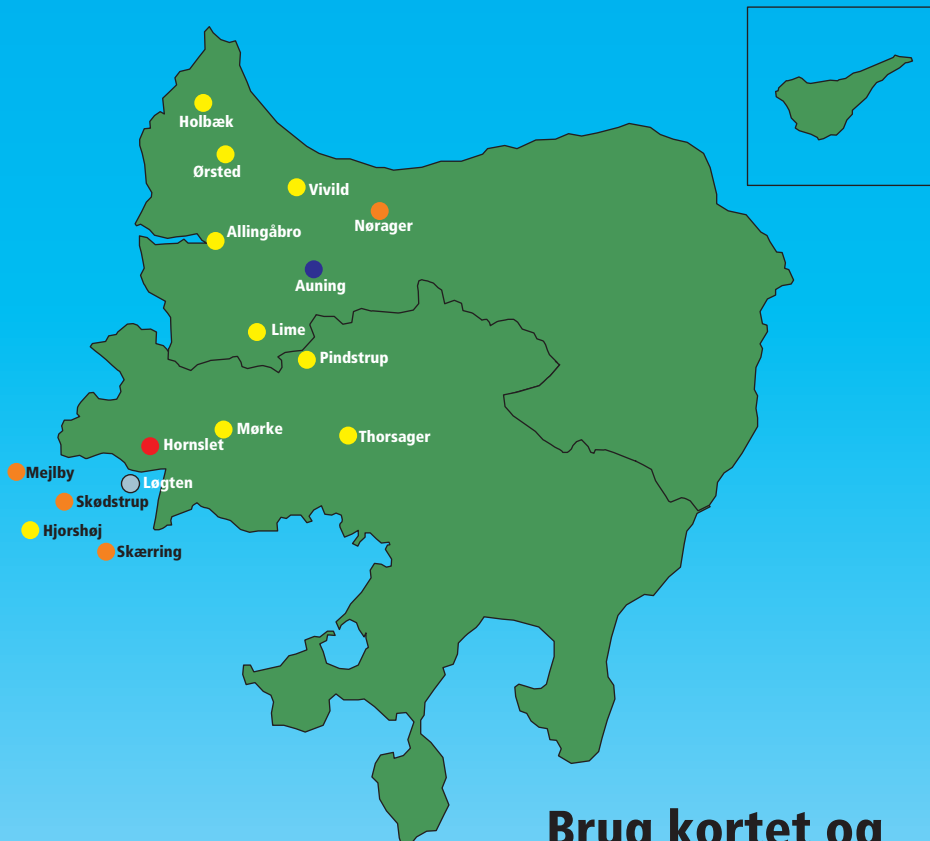 Holbæk
Ørsted
Vivild
Nørager
Allingåbro
Auning
Lime
Pindstrup
Mørke
Thorsager
Hornslet
Mejlby
Løgten
Skødstrup
Hjorshøj
Skærring
Brug kortet og